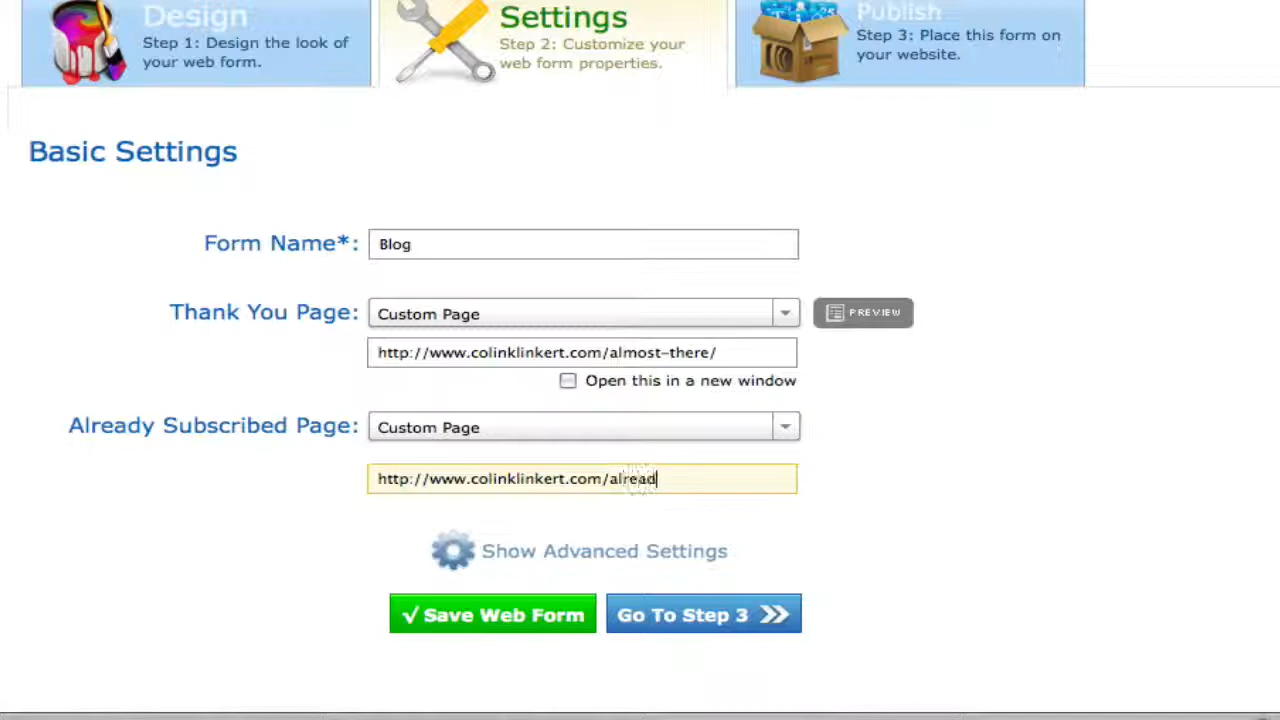 Design
Step 1: Design the look of
your web form.
Settings
Step 2: Customize your
web form properties.
Publish
Step 3: Place this form on
your website.
Basic Settings
Form Name*:
Blog
Thank You Page:
Custom Page
PREVIEW
http://www.colinklinkert.com/almost-there/
Open this in a new window
Already Subscribed Page:
Custom Page
http://www.colinklinkert.com/alread
Show Advanced Settings
√ Save Web Form
Go To Step 3